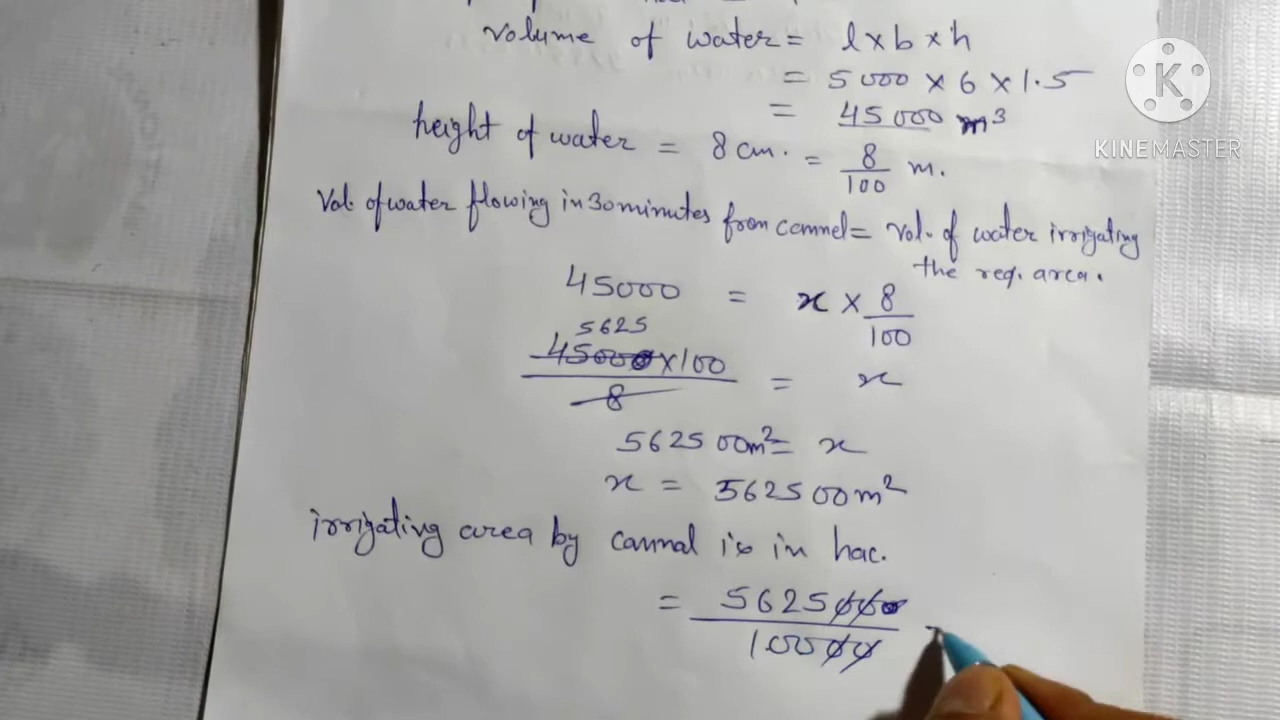 volume of water = l × b × h
= 5000 × 6 × 1.5
= 45000 m³
height of water = 8 cm. = 8/100 m.
Vol. of water flowing in 30 minutes from cannel = vol. of water irrigating
the req. area.
45000 = x × 8/100
5625
45000 × 100 / 8 = x
562500 m² = x
x = 562500 m²
irrigating area by cannal is in hac.
= 562500 / 10000
K
KINEMASTER